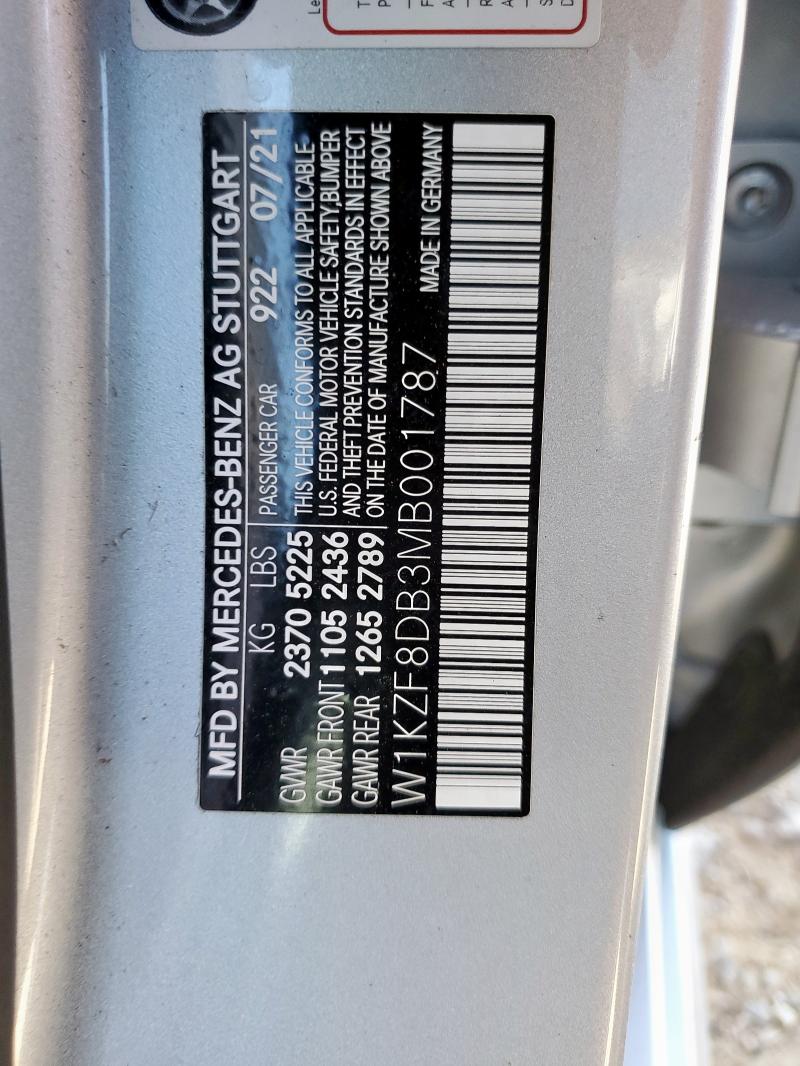 MFD BY MERCEDES-BENZ AG STUTTGART
KG LBS PASSENGER CAR 922 07/21
GVWR 2370 5225 THIS VEHICLE CONFORMS TO ALL APPLICABLE
GAWR FRONT 1105 2436 U.S. FEDERAL MOTOR VEHICLE SAFETY,BUMPER
GAWR REAR 1265 2789 AND THEFT PREVENTION STANDARDS IN EFFECT
ON THE DATE OF MANUFACTURE SHOWN ABOVE
W1KZF8DB3MB001787 MADE IN GERMANY